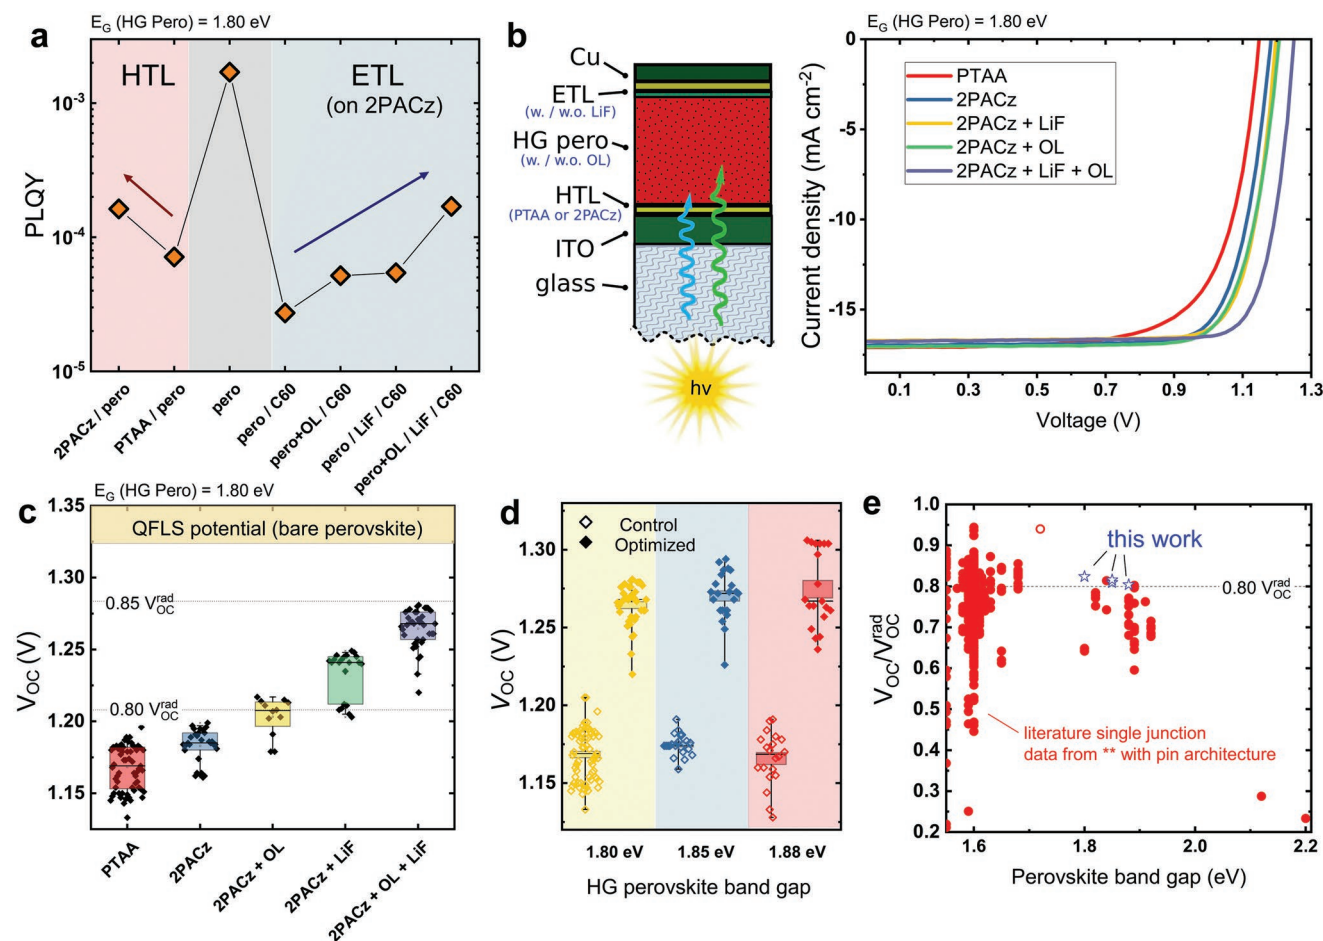 a
E_G (HG Pero) = 1.80 eV
HTL
ETL
(on 2PACz)
PLQY
10^-3
10^-4
10^-5
2PACz / pero
PTAA / pero
pero
pero / C60
pero+OL / C60
pero / LiF / C60
pero+OL / LiF / C60
b
Cu
ETL
(w. / w.o. LiF)
HG pero
(w. / w.o. OL)
HTL
(PTAA or 2PACz)
ITO
glass
hν
E_G (HG Pero) = 1.80 eV
PTAA
2PACz
2PACz + LiF
2PACz + OL
2PACz + LiF + OL
Current density (mA cm^-2)
0
-5
-10
-15
0.1 0.3 0.5 0.7 0.9 1.1 1.3
Voltage (V)
c
E_G (HG Pero) = 1.80 eV
QFLS potential (bare perovskite)
0.85 V_OC^rad
0.80 V_OC^rad
V_OC (V)
1.35
1.30
1.25
1.20
1.15
PTAA
2PACz
2PACz + OL
2PACz + LiF
2PACz + OL + LiF
d
Control
Optimized
V_OC (V)
1.30
1.25
1.20
1.15
1.80 eV 1.85 eV 1.88 eV
HG perovskite band gap
e
this work
0.80 V_OC^rad
literature single junction
data from ** with pin architecture
V_OC/V_OC^rad
1.0
0.9
0.8
0.7
0.6
0.5
0.4
0.3
0.2
1.6 1.8 2.0 2.2
Perovskite band gap (eV)